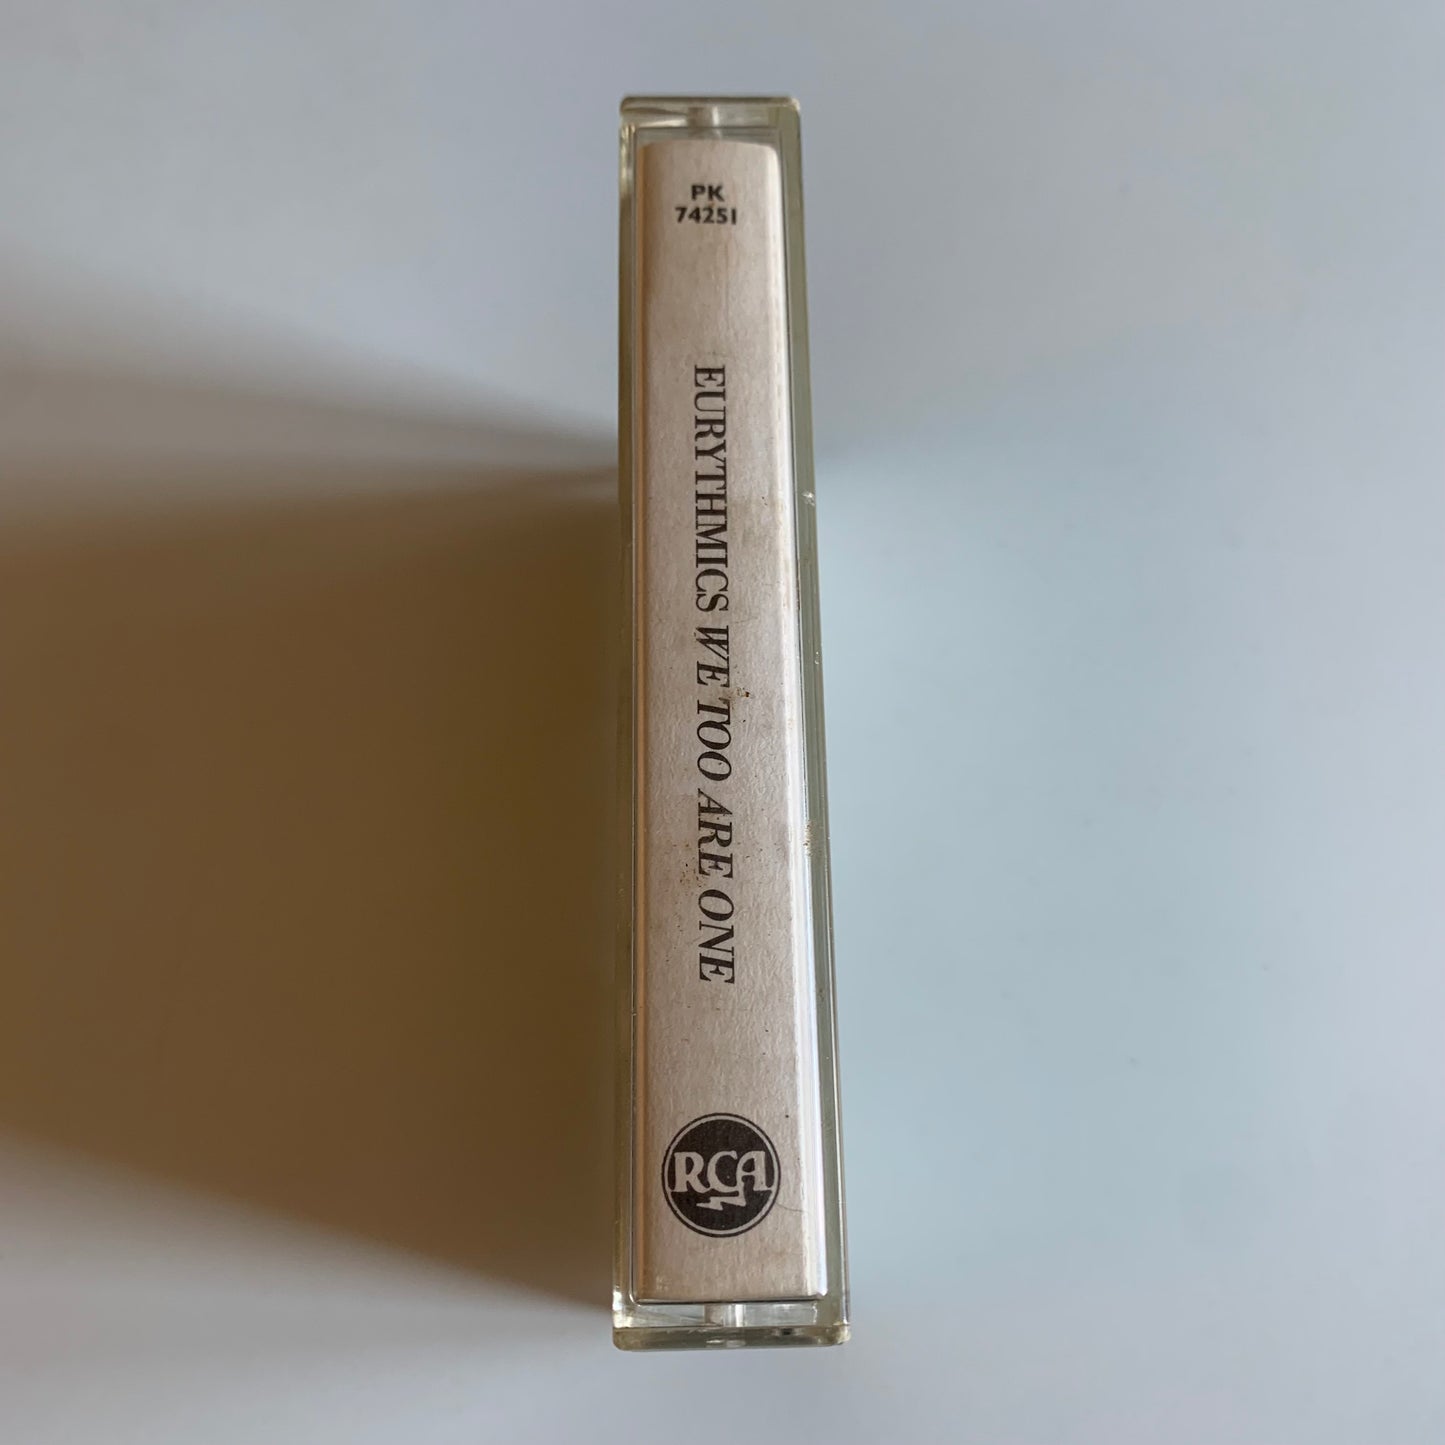 PK
74251
EURYTHMICS WE TOO ARE ONE
RCA